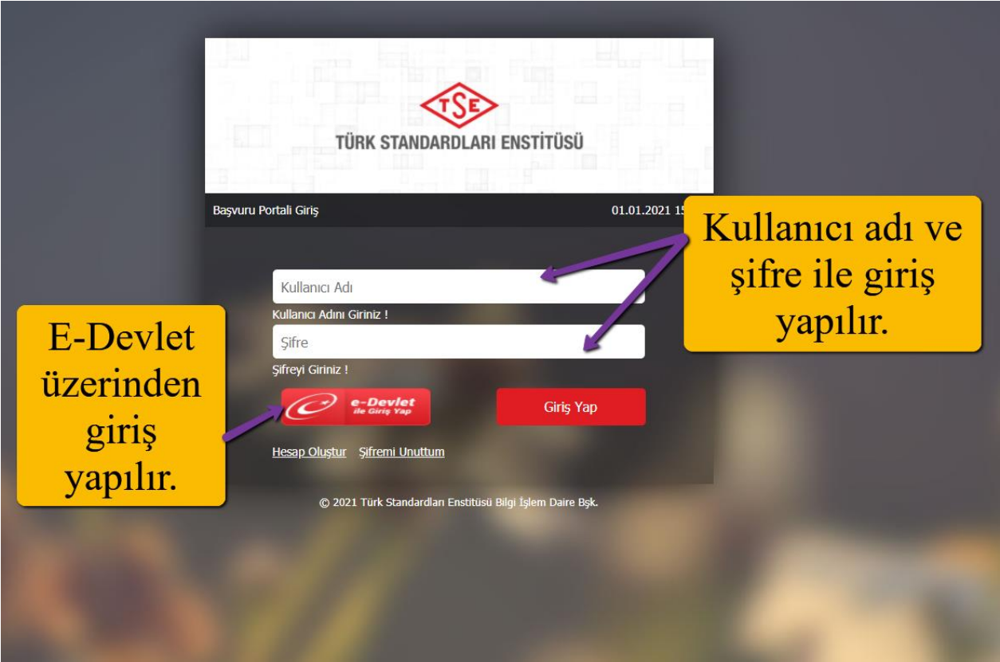 TSE
TÜRK STANDARDLARI ENSTİTÜSÜ
Başvuru Portali Giriş
01.01.2021
Kullanıcı adı ve
şifre ile giriş
yapılır.
Kullanıcı Adı
Kullanıcı Adını Giriniz !
Şifre
Şifreyi Giriniz !
E-Devlet
üzerinden
giriş
yapılır.
e-Devlet
ile Giriş Yap
Giriş Yap
Hesap Oluştur Şifremi Unuttum
© 2021 Türk Standardları Enstitüsü Bilgi İşlem Daire Bşk.